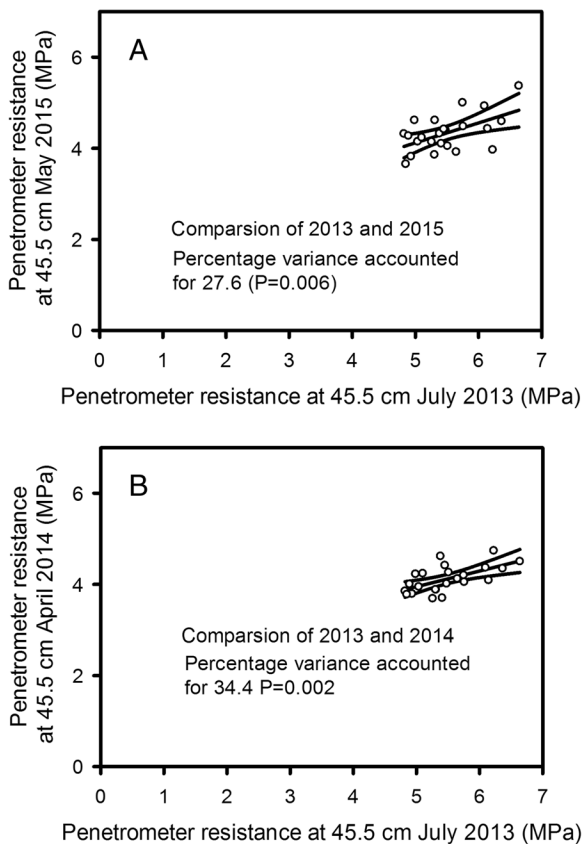 A
Penetrometer resistance
at 45.5 cm May 2015 (MPa)
6
4
2
0
Comparsion of 2013 and 2015
Percentage variance accounted
for 27.6 (P=0.006)
0 1 2 3 4 5 6 7
Penetrometer resistance at 45.5 cm July 2013 (MPa)
B
Penetrometer resistance
at 45.5 cm April 2014 (MPa)
6
4
2
0
Comparsion of 2013 and 2014
Percentage variance accounted
for 34.4 P=0.002
0 1 2 3 4 5 6 7
Penetrometer resistance at 45.5 cm July 2013 (MPa)